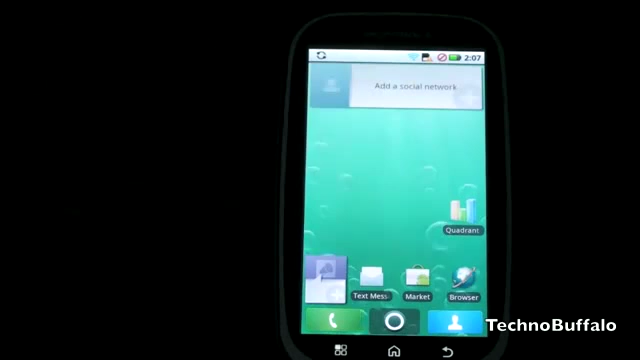 2:07
Add a social network
Quadrant
Text Mess
Market
Browser
TechnoBuffalo